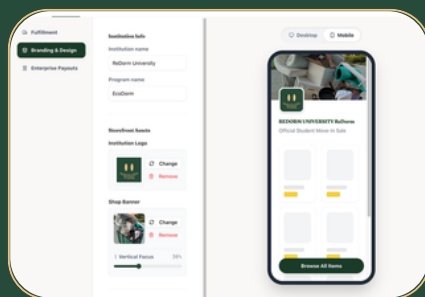 Fulfillment
Branding & Design
Enterprise Payouts
Institution Info
Institution name
ReDorm University
Program name
EcoDorm
Storefront Assets
Institution Logo
Change
Remove
Shop Banner
Change
Remove
Vertical Focus
Desktop
Mobile
REDORM UNIVERSITY
Official Student Move-In Sale
Browse All Items